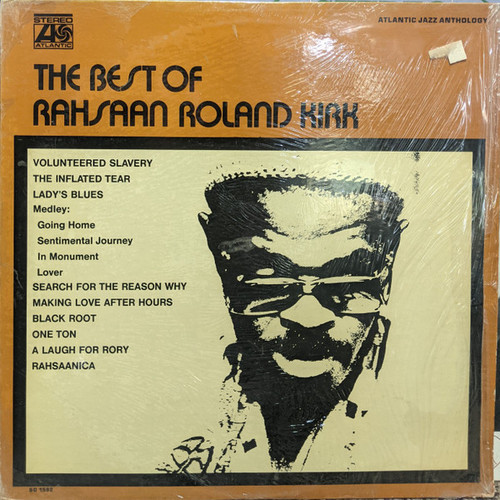 STEREO
ATLANTIC
ATLANTIC JAZZ ANTHOLOGY
THE BEST OF
RAHSAAN ROLAND KIRK
VOLUNTEERED SLAVERY
THE INFLATED TEAR
LADY'S BLUES
Medley:
Going Home
Sentimental Journey
In Monument
Lover
SEARCH FOR THE REASON WHY
MAKING LOVE AFTER HOURS
BLACK ROOT
ONE TON
A LAUGH FOR RORY
RAHSAANICA